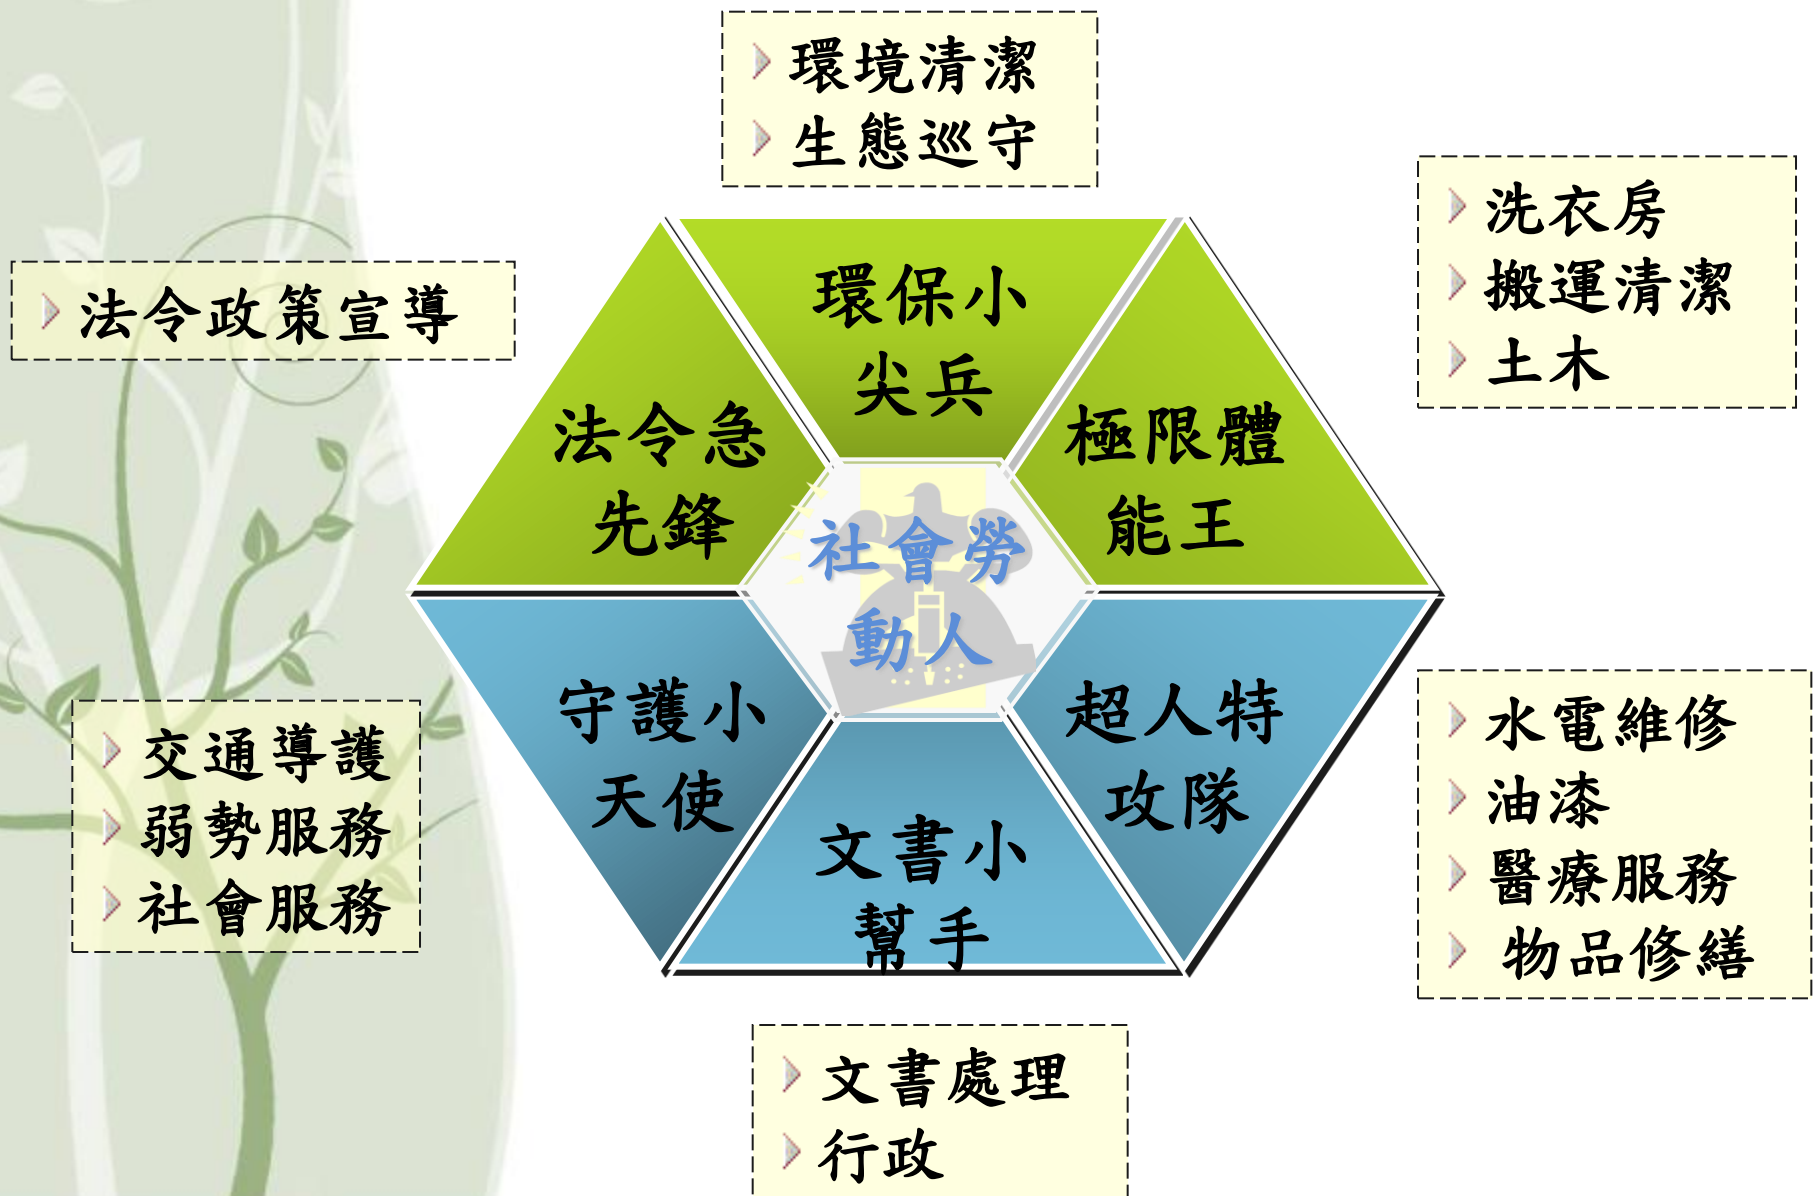 環境清潔
生態巡守
洗衣房
搬運清潔
土木
法令政策宣導
環保小
尖兵
法令急
先鋒
極限體
能王
社會勞
動人
守護小
天使
超人特
攻隊
文書小
幫手
交通導護
弱勢服務
社會服務
水電維修
油漆
醫療服務
物品修繕
文書處理
行政